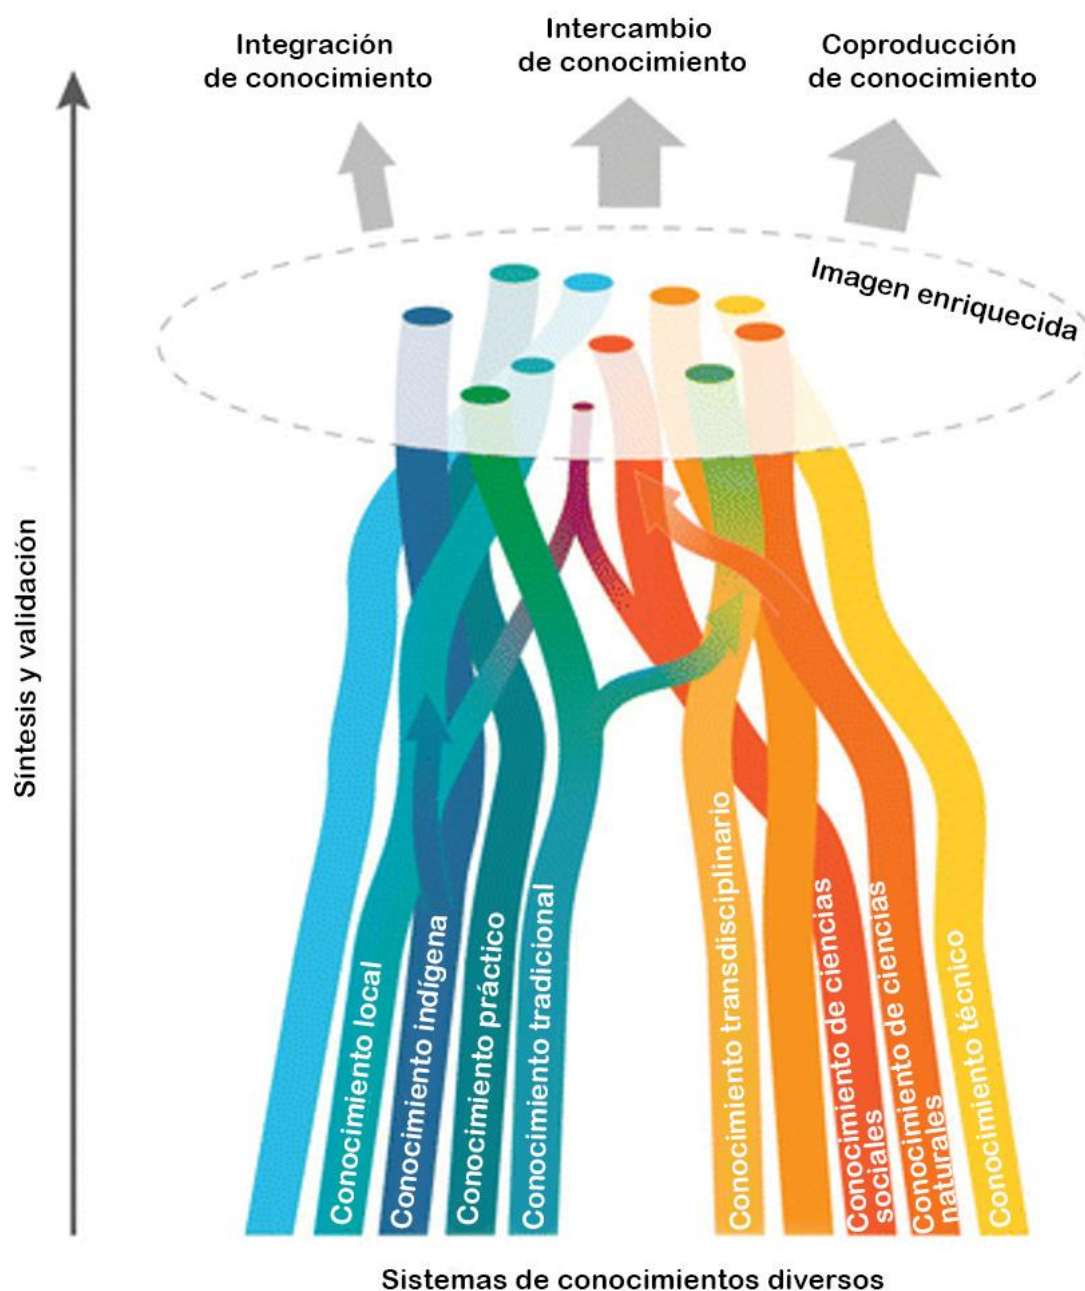 Integración
de conocimiento
Intercambio
de conocimiento
Coproducción
de conocimiento
Imagen enriquecida
Síntesis y validación
Conocimiento local
Conocimiento indígena
Conocimiento práctico
Conocimiento tradicional
Conocimiento transdisciplinario
Conocimiento de ciencias
sociales
Conocimiento de ciencias
naturales
Conocimiento técnico
Sistemas de conocimientos diversos